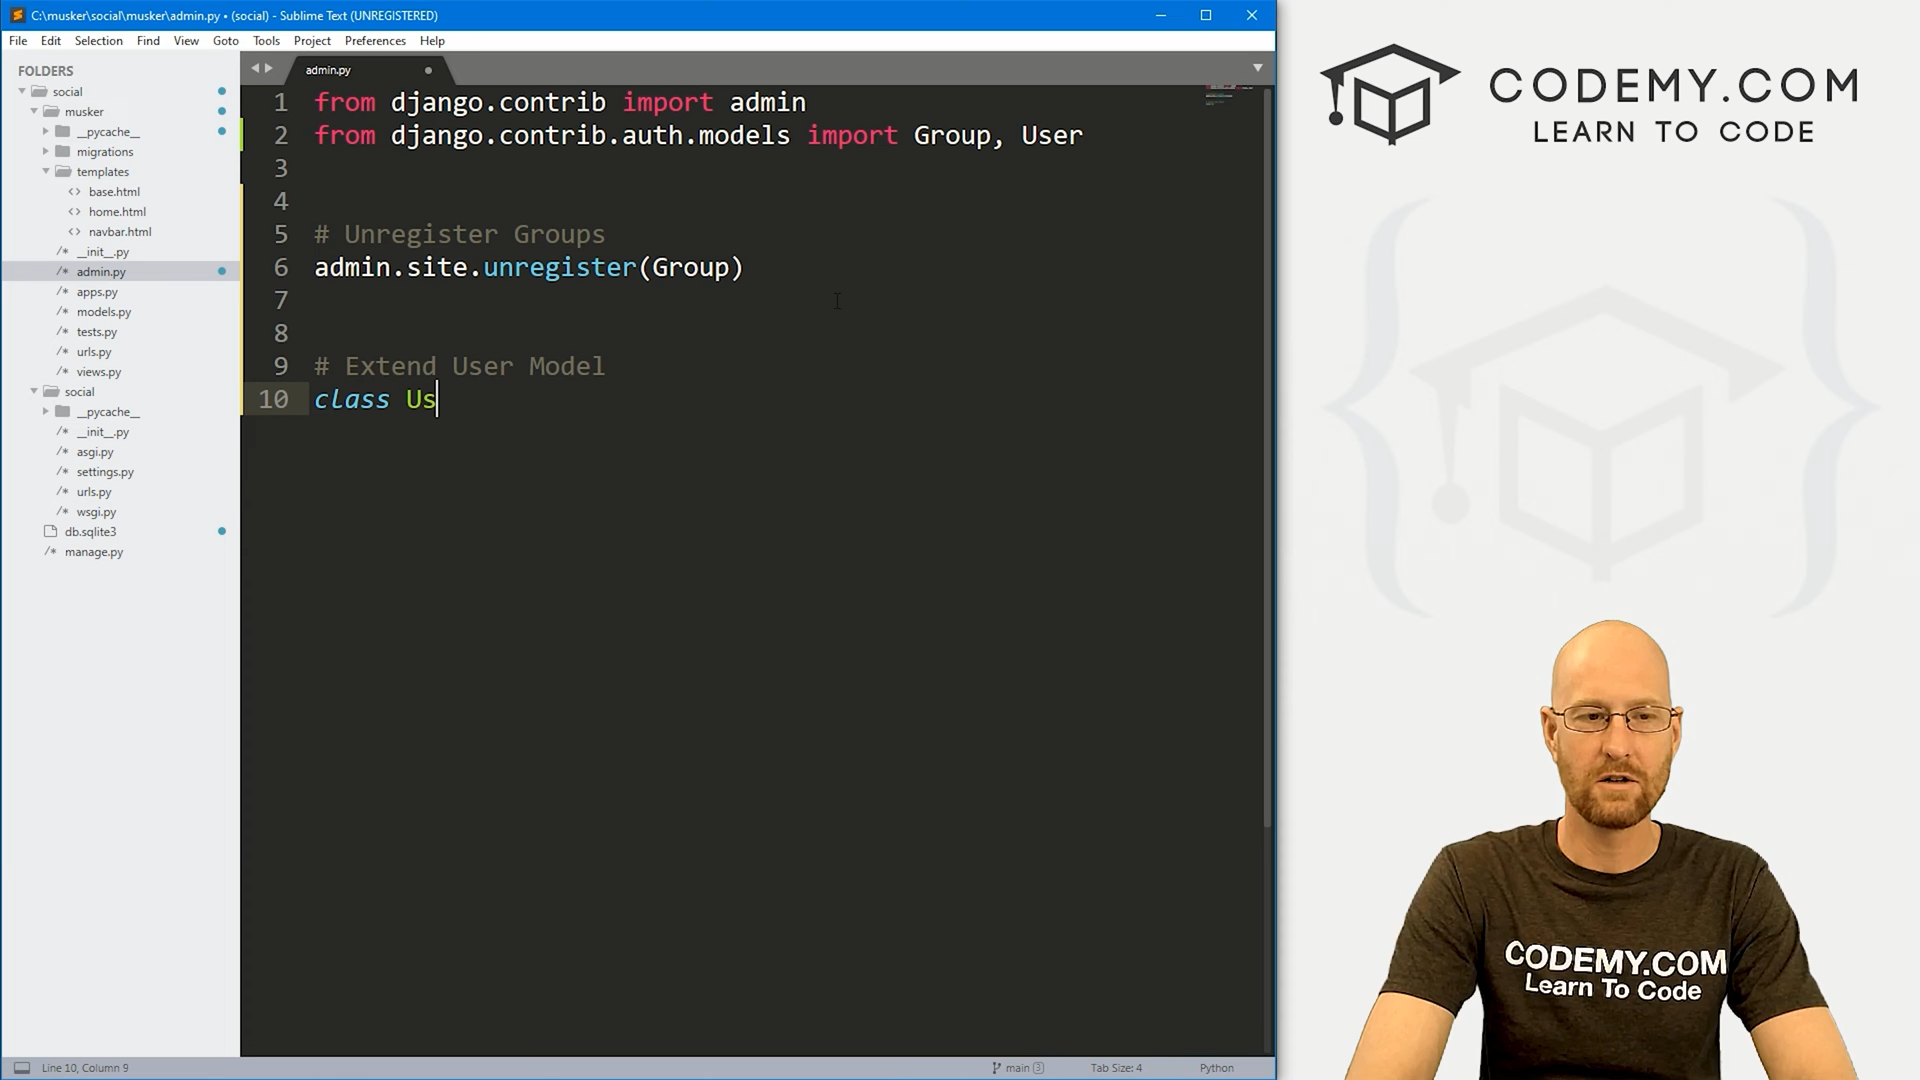 C:\musker\social\musker\admin.py • (social) - Sublime Text (UNREGISTERED)
File Edit Selection Find View Goto Tools Project Preferences Help
FOLDERS
social
musker
__pycache__
migrations
templates
<> base.html
<> home.html
<> navbar.html
/* __init__.py
/* admin.py
/* apps.py
/* models.py
/* tests.py
/* urls.py
/* views.py
social
__pycache__
/* __init__.py
/* asgi.py
/* settings.py
/* urls.py
/* wsgi.py
db.sqlite3
/* manage.py
admin.py
1 from django.contrib import admin
2 from django.contrib.auth.models import Group, User
3
4
5 # Unregister Groups
6 admin.site.unregister(Group)
7
8
9 # Extend User Model
10 class Us
Line 10, Column 9
main 3
Tab Size: 4
Python
CODEMY.COM
LEARN TO CODE
CODEMY.COM
Learn To Code